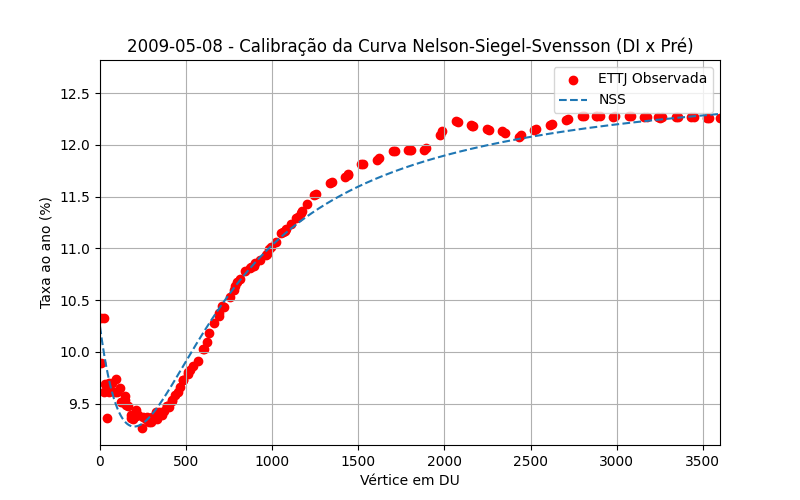 2009-05-08 - Calibração da Curva Nelson-Siegel-Svensson (DI x Pré)
ETTJ Observada
NSS
12.5
12.0
11.5
11.0
10.5
10.0
9.5
Taxa ao ano (%)
0 500 1000 1500 2000 2500 3000 3500
Vértice em DU